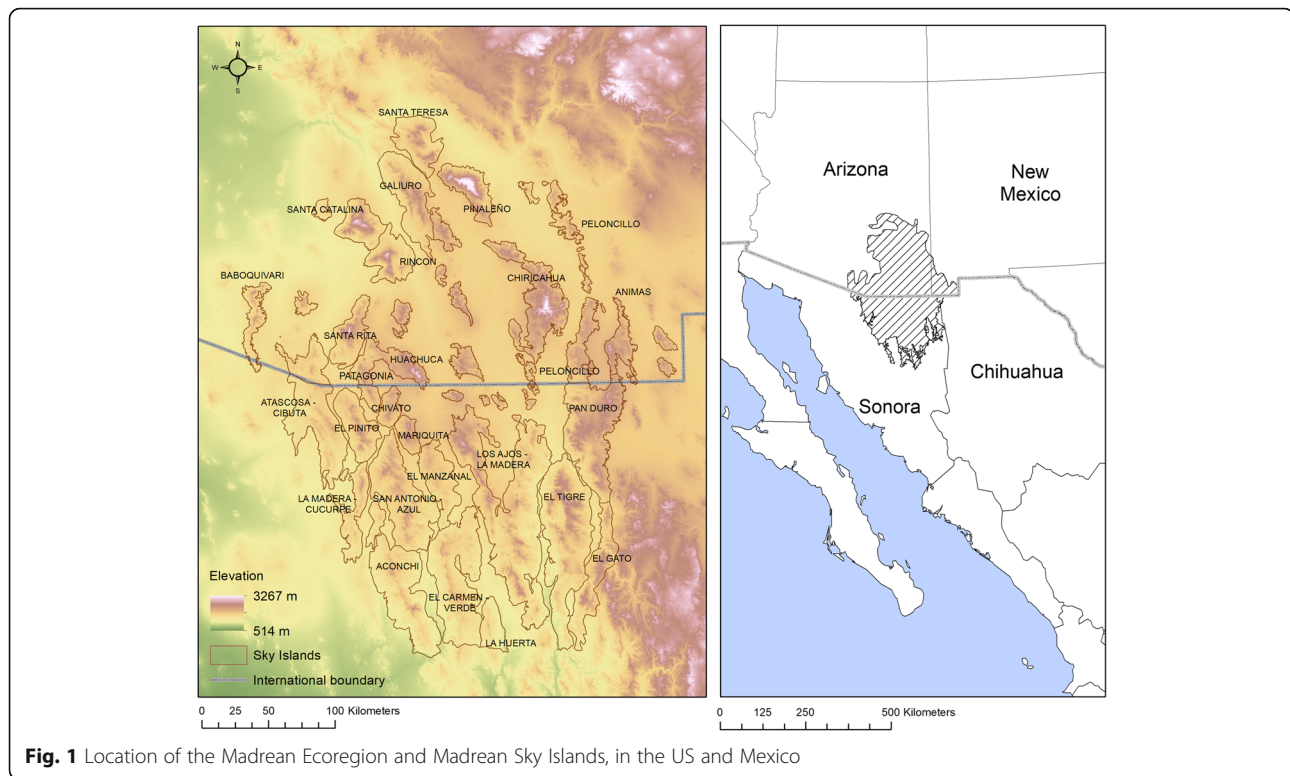 N
W E
S
SANTA TERESA
GALIURO
PINALEÑO
SANTA CATALINA
PELONCILLO
RINCON
BABOQUIVARI
CHIRICAHUA
ANIMAS
SANTA RITA
HUACHUCA
PATAGONIA
PELONCILLO
ATASCOSA -
CIBUTA
CHIVATO
PAN DURO
EL PINITO
MARIQUITA
LOS AJOS -
LA MADERA
EL MANZANAL
LA MADERA -
CUCURPE
SAN ANTONIO -
AZUL
EL TIGRE
ACONCHI
EL GATO
EL CARMEN -
VERDE
LA HUERTA
Elevation
3267 m
514 m
Sky Islands
International boundary
0 25 50 100 Kilometers
Arizona
New
Mexico
Chihuahua
Sonora
0 125 250 500 Kilometers
Fig. 1 Location of the Madrean Ecoregion and Madrean Sky Islands, in the US and Mexico